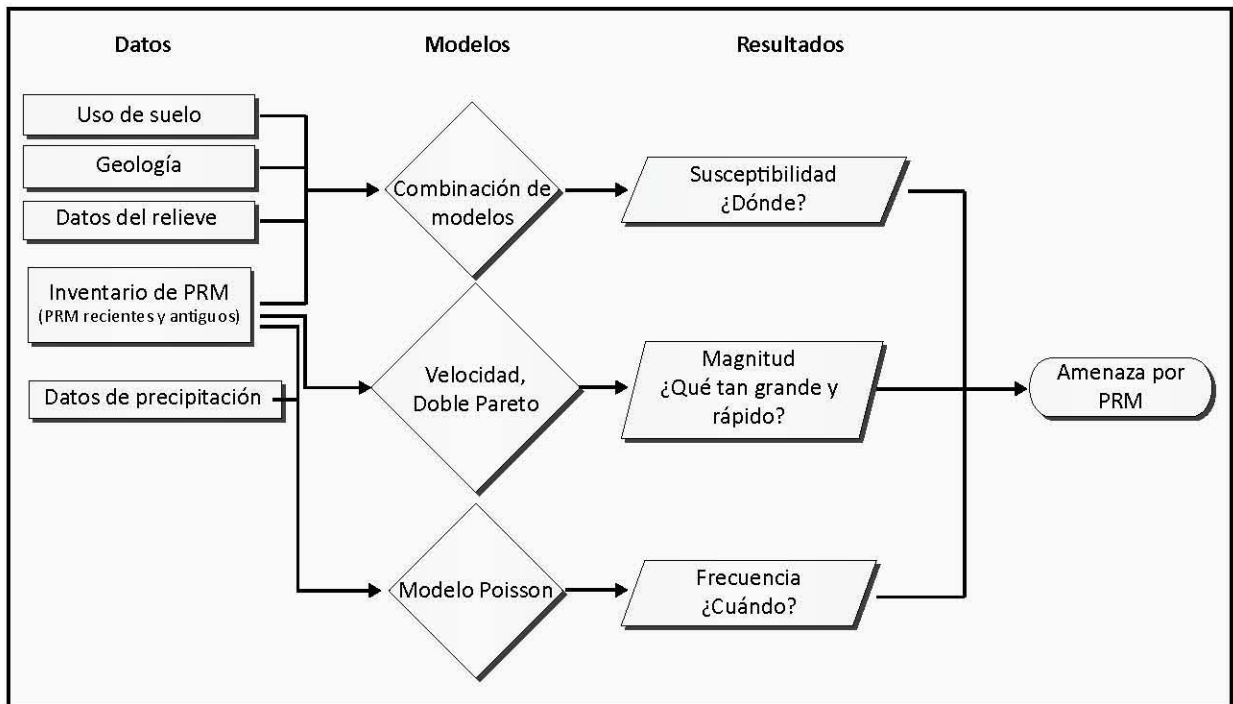 Datos
Modelos
Resultados
Uso de suelo
Geología
Datos del relieve
Inventario de PRM
(PRM recientes y antiguos)
Datos de precipitación
Combinación de
modelos
Velocidad,
Doble Pareto
Modelo Poisson
Susceptibilidad
¿Dónde?
Magnitud
¿Qué tan grande y
rápido?
Frecuencia
¿Cuándo?
Amenaza por
PRM